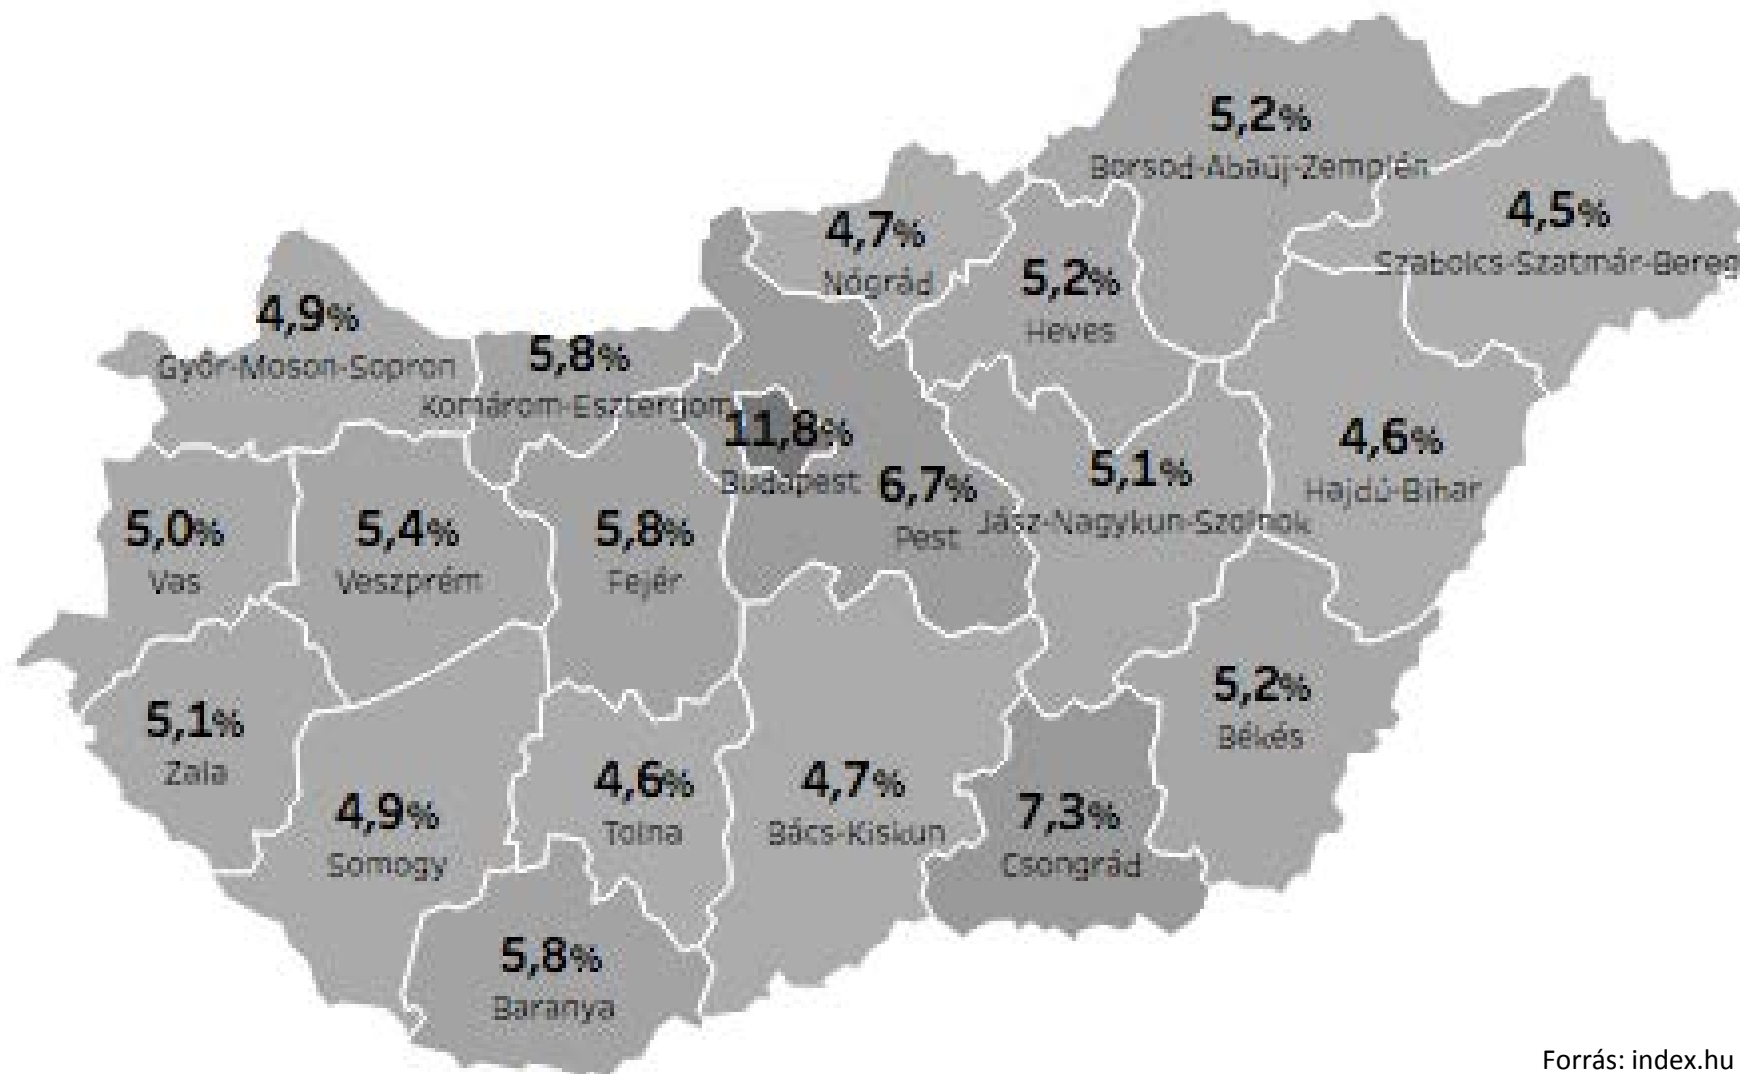 5,2%
Borsod-Abaúj-Zemplén
4,5%
Szabolcs-Szatmár-Bereg
4,7%
Nógrád
5,2%
Heves
4,9%
Győr-Moson-Sopron
5,8%
Komárom-Esztergom
11,8%
Budapest
6,7%
Pest
5,1%
Jász-Nagykun-Szolnok
4,6%
Hajdú-Bihar
5,0%
Vas
5,4%
Veszprém
5,8%
Fejér
5,2%
Békés
5,1%
Zala
4,9%
Somogy
4,6%
Tolna
4,7%
Bács-Kiskun
7,3%
Csongrád
5,8%
Baranya
Forrás: index.hu